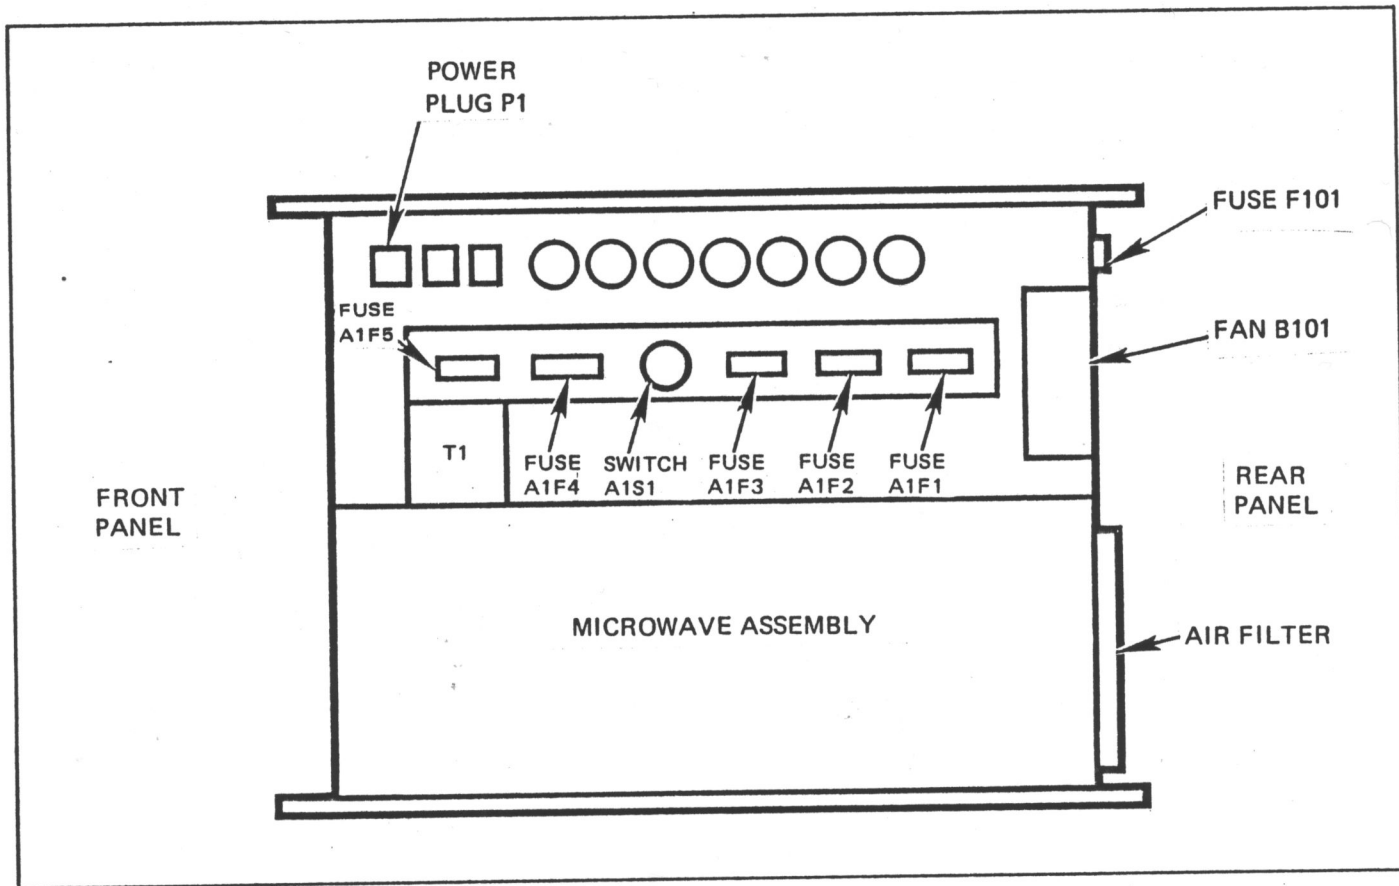 POWER
PLUG P1
FUSE F101
FUSE
A1F5
FAN B101
T1
FUSE
A1F4
SWITCH
A1S1
FUSE
A1F3
FUSE
A1F2
FUSE
A1F1
FRONT
PANEL
REAR
PANEL
MICROWAVE ASSEMBLY
AIR FILTER